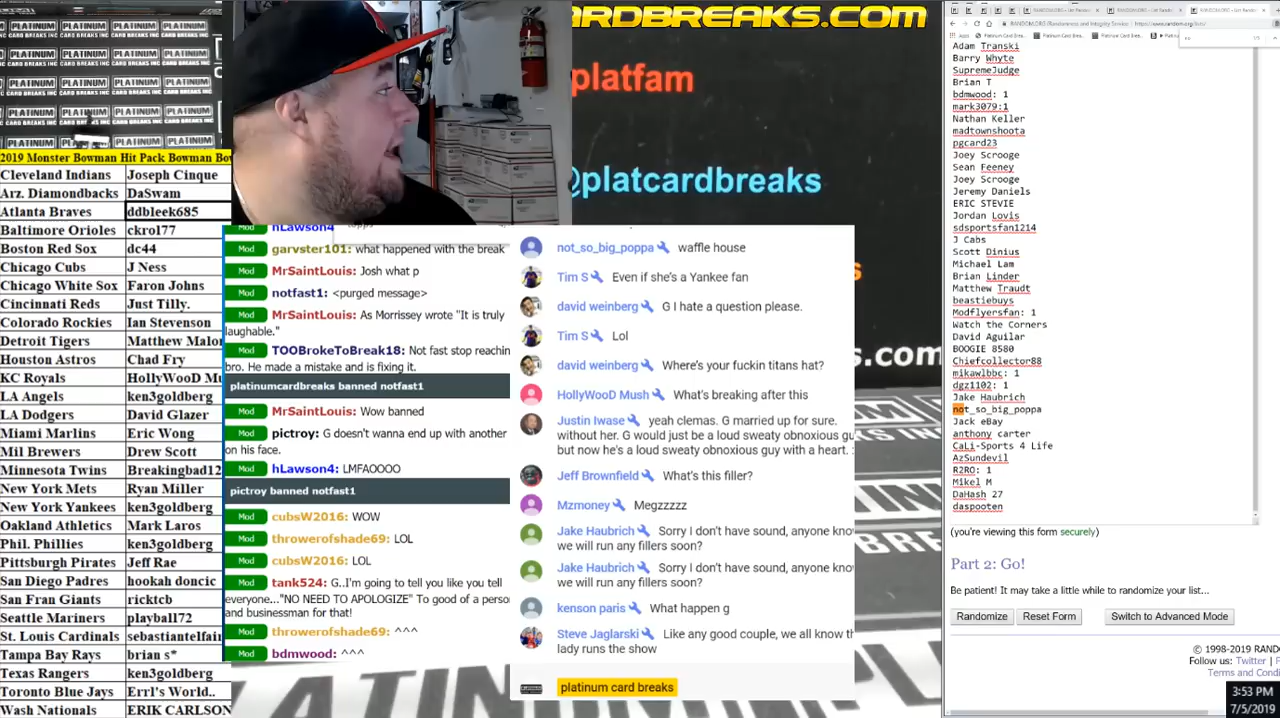 ARDBREAKS.COM
platfam
@platcardbreaks
s.com
PLATINUM
CARD BREAKS INC
2019 Monster Bowman Hit Pack Bowman Bo
Cleveland Indians Joseph Cinque
Arz. Diamondbacks DaSwam
Atlanta Braves ddbleek685
Baltimore Orioles ckrol77
Boston Red Sox dc44
Chicago Cubs J Ness
Chicago White Sox Faron Johns
Cincinnati Reds Just Tilly.
Colorado Rockies Ian Stevenson
Detroit Tigers Matthew Malon
Houston Astros Chad Fry
KC Royals HollyWooD Mu
LA Angels ken3goldberg
LA Dodgers David Glazer
Miami Marlins Eric Wong
Mil Brewers Drew Scott
Minnesota Twins Breakingbad12
New York Mets Ryan Miller
New York Yankees ken3goldberg
Oakland Athletics Mark Laros
Phil. Phillies ken3goldberg
Pittsburgh Pirates Jeff Rae
San Diego Padres hookah doncic
San Fran Giants ricktcb
Seattle Mariners playball72
St. Louis Cardinals sebastiantelfain
Tampa Bay Rays brian s*
Texas Rangers ken3goldberg
Toronto Blue Jays Errl's World..
Wash Nationals ERIK CARLSON
Mod hLawson4
Mod garvster101: what happened with the break
Mod MrSaintLouis: Josh what p
Mod notfast1: <purged message>
Mod MrSaintLouis: As Morrissey wrote "It is truly
laughable."
Mod TOOBrokeToBreak18: Not fast stop reachin
bro. He made a mistake and is fixing it.
platinumcardbreaks banned notfast1
Mod MrSaintLouis: Wow banned
Mod pictroy: G doesn't wanna end up with another
on his face.
Mod hLawson4: LMFAOOOO
pictroy banned notfast1
Mod cubsW2016: WOW
Mod throwerofshade69: LOL
Mod cubsW2016: LOL
Mod tank524: G..I'm going to tell you like you tell
everyone..."NO NEED TO APOLOGIZE" To good of a perso
and businessman for that!
Mod throwerofshade69: ^^^
Mod bdmwood: ^^^
not_so_big_poppa waffle house
Tim S Even if she's a Yankee fan
david weinberg G I hate a question please.
Tim S Lol
david weinberg Where's your fuckin titans hat?
HollyWooD Mush What's breaking after this
Justin Iwase yeah clemas. G married up for sure.
without her. G would just be a loud sweaty obnoxious gu
but now he's a loud sweaty obnoxious guy with a heart. :
Jeff Brownfield What's this filler?
Mzmoney Megzzzzz
Jake Haubrich Sorry I don't have sound, anyone kno
we will run any fillers soon?
Jake Haubrich Sorry I don't have sound, anyone kno
we will run any fillers soon?
kenson paris What happen g
Steve Jaglarski Like any good couple, we all know th
lady runs the show
platinum card breaks
Adam Transki
Barry Whyte
SupremeJudge
Brian T
bdmwood: 1
mark3079:1
Nathan Keller
madtownshoota
pgcard23
Joey Scrooge
Sean Feeney
Joey Scrooge
Jeremy Daniels
ERIC STEVIE
Jordan Lovis
sdsportsfan1214
J Cabs
Scott Dinius
Michael Lam
Brian Linder
Matthew Traudt
beastiebuys
Modflyersfan: 1
Watch the Corners
David Aguilar
BOOGIE 8580
Chiefcollector88
mikawlbbc: 1
dgz1102: 1
Jake Haubrich
not_so_big_poppa
Jack eBay
anthony carter
CaLi-Sports 4 Life
AzSundevil
R2RO: 1
Mikel M
DaHash 27
daspooten
(you're viewing this form securely)
Part 2: Go!
Be patient! It may take a little while to randomize your list...
Randomize Reset Form Switch to Advanced Mode
© 1998-2019 RAND
Follow us: Twitter | F
Terms and Condi
3:53 PM
7/5/2019